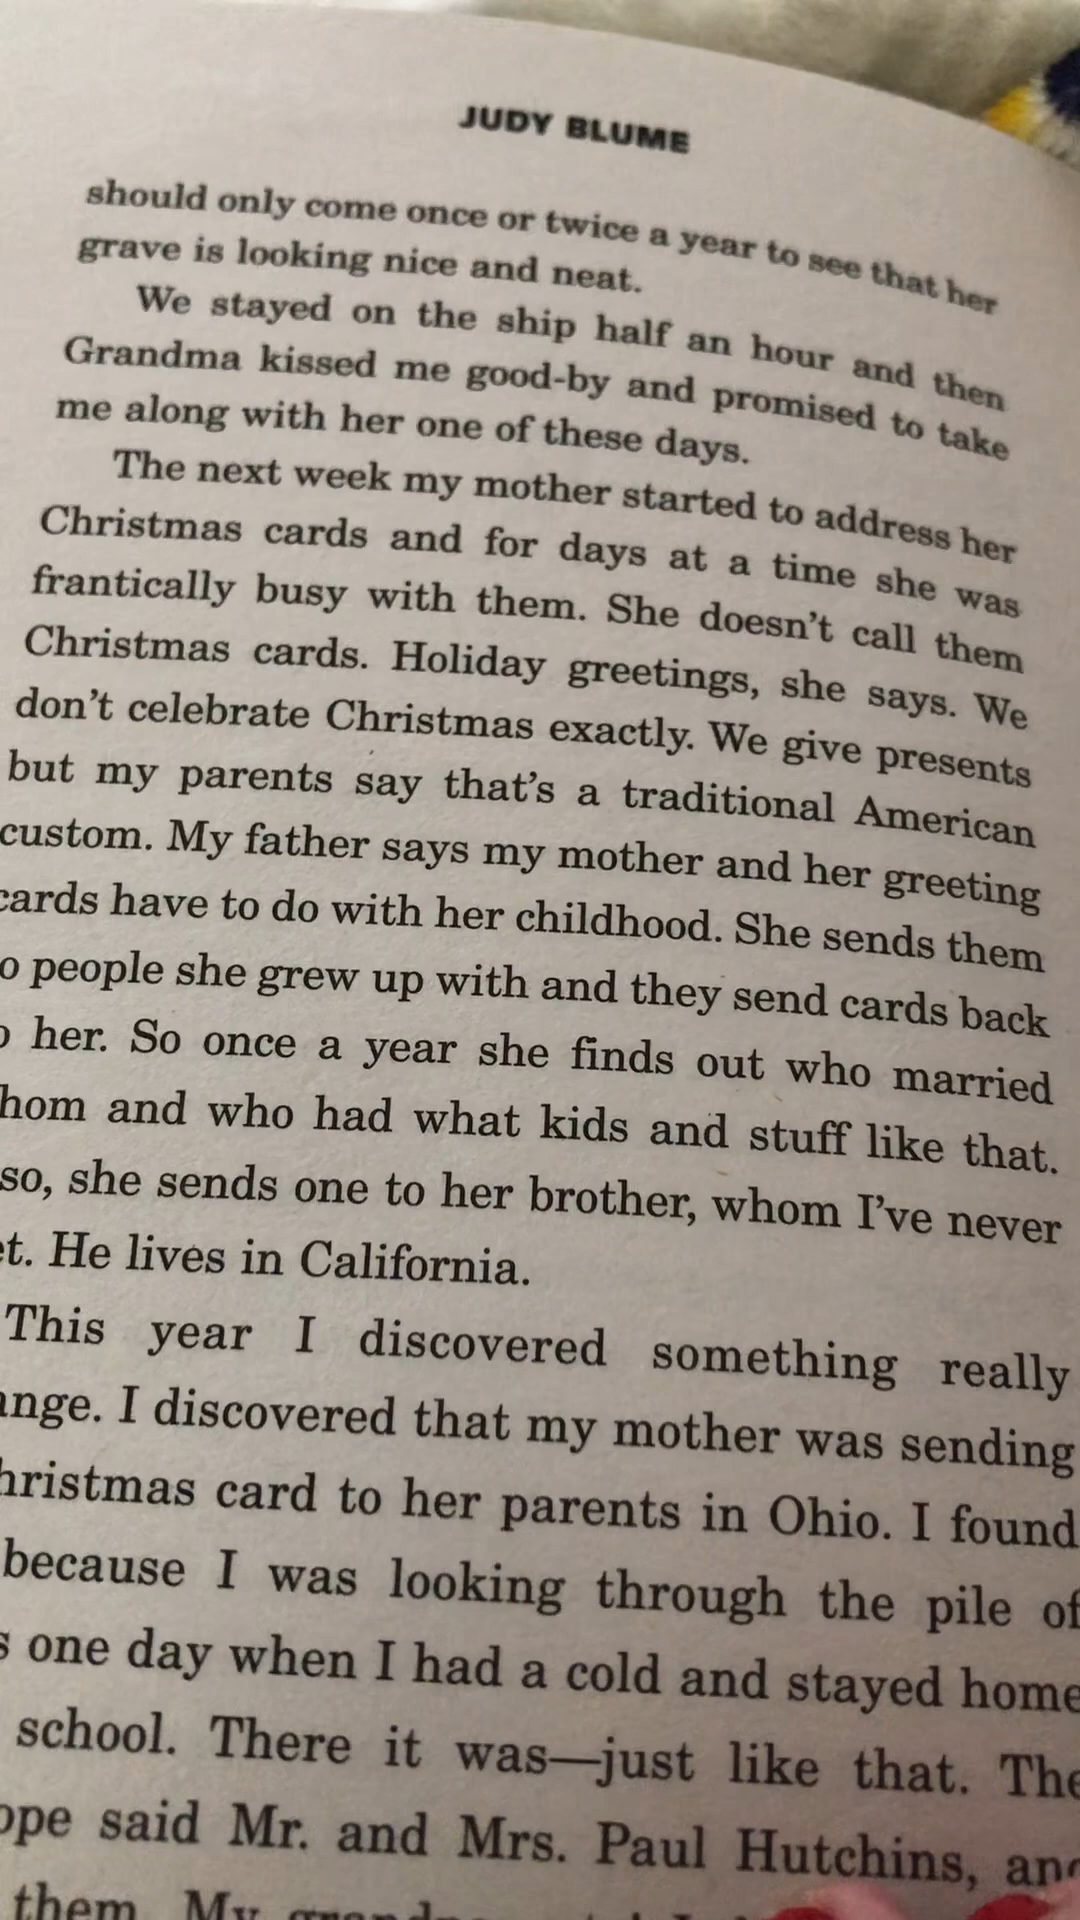 JUDY BLUME
should only come once or twice a year to see that her
grave is looking nice and neat.
We stayed on the ship half an hour and then
Grandma kissed me good-by and promised to take
me along with her one of these days.
The next week my mother started to address her
Christmas cards and for days at a time she was
frantically busy with them. She doesn't call them
Christmas cards. Holiday greetings, she says. We
don't celebrate Christmas exactly. We give presents
but my parents say that's a traditional American
custom. My father says my mother and her greeting
cards have to do with her childhood. She sends them
o people she grew up with and they send cards back
o her. So once a year she finds out who married
hom and who had what kids and stuff like that.
so, she sends one to her brother, whom I've never
et. He lives in California.
This year I discovered something really
ange. I discovered that my mother was sending
hristmas card to her parents in Ohio. I found
because I was looking through the pile of
s one day when I had a cold and stayed home
school. There it was—just like that. The
ope said Mr. and Mrs. Paul Hutchins, and
them. My